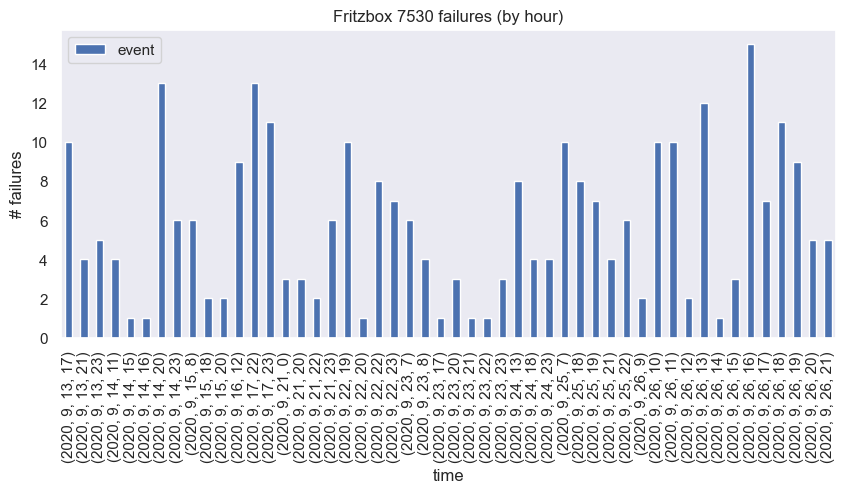 Fritzbox 7530 failures (by hour)
event
# failures
14
12
10
8
6
4
2
0
(2020, 9, 13, 17)
(2020, 9, 13, 21)
(2020, 9, 13, 23)
(2020, 9, 14, 11)
(2020, 9, 14, 15)
(2020, 9, 14, 16)
(2020, 9, 14, 20)
(2020, 9, 14, 23)
(2020, 9, 15, 8)
(2020, 9, 15, 18)
(2020, 9, 15, 20)
(2020, 9, 16, 12)
(2020, 9, 17, 22)
(2020, 9, 17, 23)
(2020, 9, 21, 0)
(2020, 9, 21, 20)
(2020, 9, 21, 22)
(2020, 9, 21, 23)
(2020, 9, 22, 19)
(2020, 9, 22, 20)
(2020, 9, 22, 22)
(2020, 9, 22, 23)
(2020, 9, 23, 7)
(2020, 9, 23, 8)
(2020, 9, 23, 17)
(2020, 9, 23, 20)
(2020, 9, 23, 21)
(2020, 9, 23, 22)
(2020, 9, 23, 23)
(2020, 9, 24, 13)
(2020, 9, 24, 18)
(2020, 9, 24, 23)
(2020, 9, 25, 7)
(2020, 9, 25, 18)
(2020, 9, 25, 19)
(2020, 9, 25, 21)
(2020, 9, 25, 22)
(2020, 9, 26, 9)
(2020, 9, 26, 10)
(2020, 9, 26, 11)
(2020, 9, 26, 12)
(2020, 9, 26, 13)
(2020, 9, 26, 14)
(2020, 9, 26, 15)
(2020, 9, 26, 16)
(2020, 9, 26, 17)
(2020, 9, 26, 18)
(2020, 9, 26, 19)
(2020, 9, 26, 20)
(2020, 9, 26, 21)
time